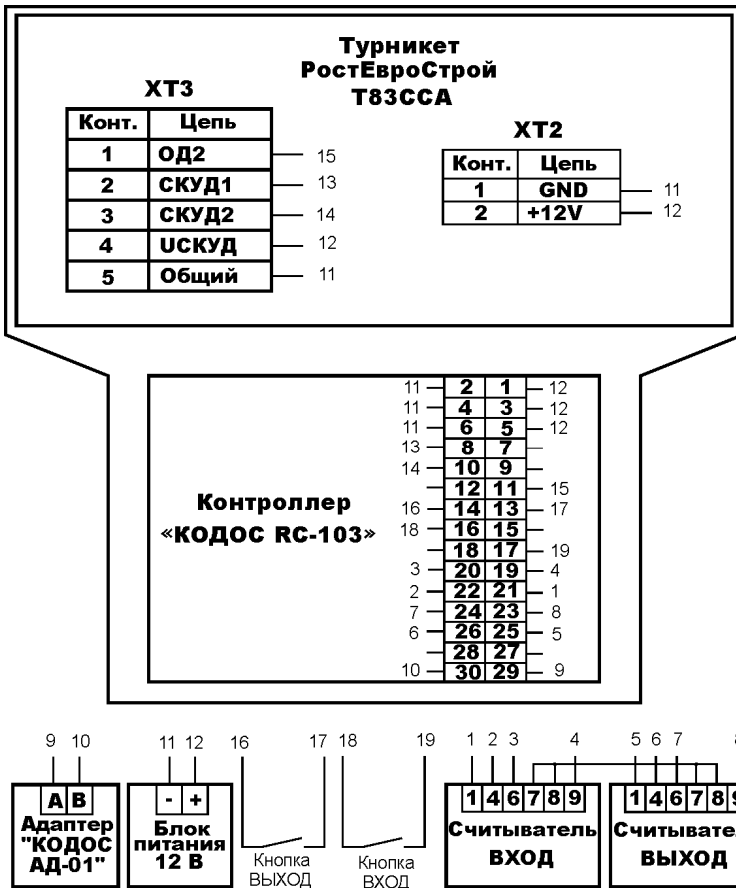 Турникет
РостЕвроСтрой
Т83ССА
ХТ3
Конт. Цепь
1 ОД2 15
2 СКУД1 13
3 СКУД2 14
4 UСКУД 12
5 Общий 11
ХТ2
Конт. Цепь
1 GND 11
2 +12V 12
Контроллер
«КОДОС RC-103»
11 2 1 12
11 4 3 12
11 6 5 12
13 8 7
14 10 9
12 11 15
16 14 13 17
18 16 15
18 17 19
3 20 19 4
2 22 21 1
7 24 23 8
6 26 25 5
28 27
10 30 29 9
9 10
А В
Адаптер
"КОДОС
АД-01"
11 12
- +
Блок
питания
12 В
16 17
Кнопка
ВЫХОД
18 19
Кнопка
ВХОД
1 2 3 4
1 4 6 7 8 9
Считыватель
ВХОД
5 6 7 8
1 4 6 7 8 9
Считывател
ВЫХОД